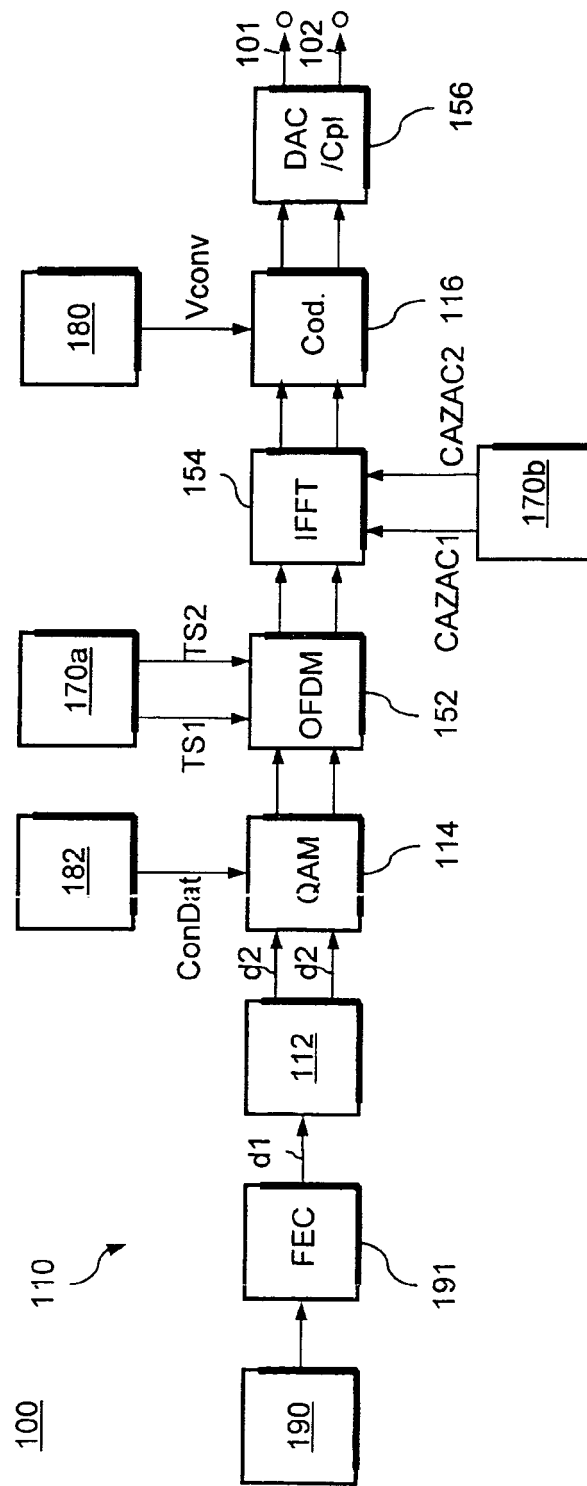 100
110
190
FEC
191
d1
112
d2
d2
182
ConDat
QAM
114
170a
TS1
TS2
OFDM
152
154
IFFT
CAZAC1
CAZAC2
170b
180
Vconv
Cod.
116
DAC
/Cpl
156
101
102